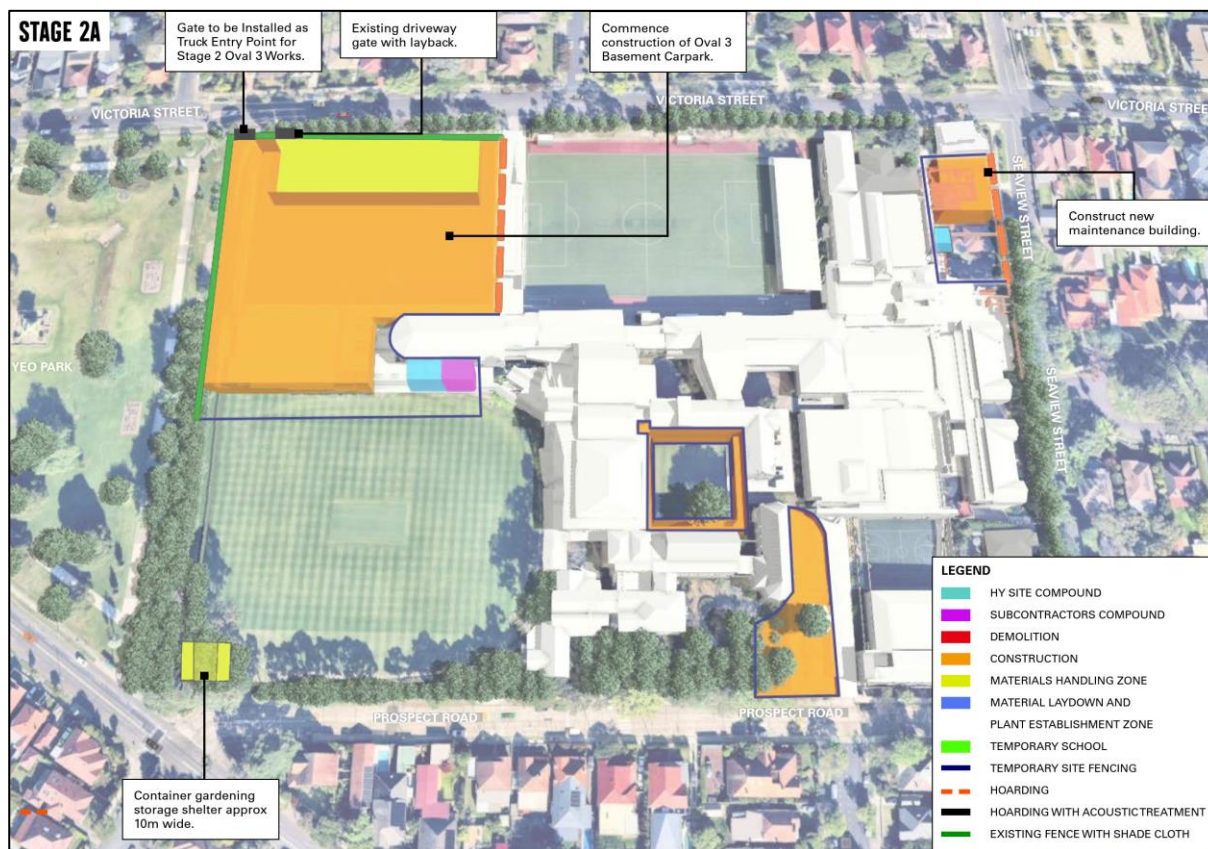 STAGE 2A
Gate to be Installed as
Truck Entry Point for
Stage 2 Oval 3 Works.
Existing driveway
gate with layback.
Commence
construction of Oval 3
Basement Carpark.
VICTORIA STREET
VICTORIA STREET
VICTORIA STREET
SEAVIEW STREET
Construct new
maintenance building.
YEO PARK
SEAVIEW STREET
PROSPECT ROAD
PROSPECT ROAD
Container gardening
storage shelter approx
10m wide.
LEGEND
HY SITE COMPOUND
SUBCONTRACTORS COMPOUND
DEMOLITION
CONSTRUCTION
MATERIALS HANDLING ZONE
MATERIAL LAYDOWN AND
PLANT ESTABLISHMENT ZONE
TEMPORARY SCHOOL
TEMPORARY SITE FENCING
HOARDING
HOARDING WITH ACOUSTIC TREATMENT
EXISTING FENCE WITH SHADE CLOTH